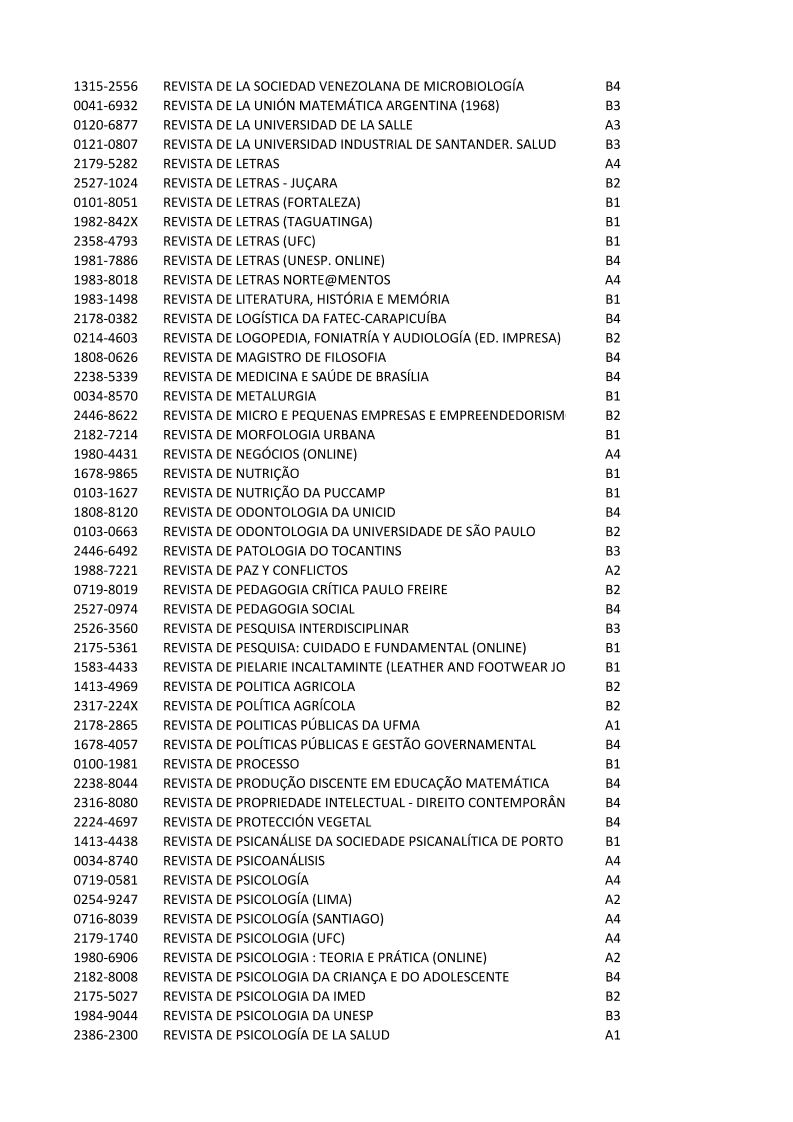 1315-2556 REVISTA DE LA SOCIEDAD VENEZOLANA DE MICROBIOLOGÍA B4
0041-6932 REVISTA DE LA UNIÓN MATEMÁTICA ARGENTINA (1968) B3
0120-6877 REVISTA DE LA UNIVERSIDAD DE LA SALLE A3
0121-0807 REVISTA DE LA UNIVERSIDAD INDUSTRIAL DE SANTANDER. SALUD B3
2179-5282 REVISTA DE LETRAS A4
2527-1024 REVISTA DE LETRAS - JUÇARA B2
0101-8051 REVISTA DE LETRAS (FORTALEZA) B1
1982-842X REVISTA DE LETRAS (TAGUATINGA) B1
2358-4793 REVISTA DE LETRAS (UFC) B1
1981-7886 REVISTA DE LETRAS (UNESP. ONLINE) B4
1983-8018 REVISTA DE LETRAS NORTE@MENTOS A4
1983-1498 REVISTA DE LITERATURA, HISTÓRIA E MEMÓRIA B1
2178-0382 REVISTA DE LOGÍSTICA DA FATEC-CARAPICUÍBA B4
0214-4603 REVISTA DE LOGOPEDIA, FONIATRÍA Y AUDIOLOGÍA (ED. IMPRESA) B2
1808-0626 REVISTA DE MAGISTRO DE FILOSOFIA B4
2238-5339 REVISTA DE MEDICINA E SAÚDE DE BRASÍLIA B4
0034-8570 REVISTA DE METALURGIA B1
2446-8622 REVISTA DE MICRO E PEQUENAS EMPRESAS E EMPREENDEDORISM B2
2182-7214 REVISTA DE MORFOLOGIA URBANA B1
1980-4431 REVISTA DE NEGÓCIOS (ONLINE) A4
1678-9865 REVISTA DE NUTRIÇÃO B1
0103-1627 REVISTA DE NUTRIÇÃO DA PUCCAMP B1
1808-8120 REVISTA DE ODONTOLOGIA DA UNICID B4
0103-0663 REVISTA DE ODONTOLOGIA DA UNIVERSIDADE DE SÃO PAULO B2
2446-6492 REVISTA DE PATOLOGIA DO TOCANTINS B3
1988-7221 REVISTA DE PAZ Y CONFLICTOS A2
0719-8019 REVISTA DE PEDAGOGIA CRÍTICA PAULO FREIRE B2
2527-0974 REVISTA DE PEDAGOGIA SOCIAL B4
2526-3560 REVISTA DE PESQUISA INTERDISCIPLINAR B3
2175-5361 REVISTA DE PESQUISA: CUIDADO E FUNDAMENTAL (ONLINE) B1
1583-4433 REVISTA DE PIELARIE INCALTAMINTE (LEATHER AND FOOTWEAR JO B1
1413-4969 REVISTA DE POLITICA AGRICOLA B2
2317-224X REVISTA DE POLÍTICA AGRÍCOLA B2
2178-2865 REVISTA DE POLITICAS PÚBLICAS DA UFMA A1
1678-4057 REVISTA DE POLÍTICAS PÚBLICAS E GESTÃO GOVERNAMENTAL B4
0100-1981 REVISTA DE PROCESSO B1
2238-8044 REVISTA DE PRODUÇÃO DISCENTE EM EDUCAÇÃO MATEMÁTICA B4
2316-8080 REVISTA DE PROPRIEDADE INTELECTUAL - DIREITO CONTEMPORÂN B4
2224-4697 REVISTA DE PROTECCIÓN VEGETAL B4
1413-4438 REVISTA DE PSICANÁLISE DA SOCIEDADE PSICANALÍTICA DE PORTO B1
0034-8740 REVISTA DE PSICOANÁLISIS A4
0719-0581 REVISTA DE PSICOLOGÍA A4
0254-9247 REVISTA DE PSICOLOGÍA (LIMA) A2
0716-8039 REVISTA DE PSICOLOGÍA (SANTIAGO) A4
2179-1740 REVISTA DE PSICOLOGIA (UFC) A4
1980-6906 REVISTA DE PSICOLOGIA : TEORIA E PRÁTICA (ONLINE) A2
2182-8008 REVISTA DE PSICOLOGIA DA CRIANÇA E DO ADOLESCENTE B4
2175-5027 REVISTA DE PSICOLOGIA DA IMED B2
1984-9044 REVISTA DE PSICOLOGIA DA UNESP B3
2386-2300 REVISTA DE PSICOLOGÍA DE LA SALUD A1